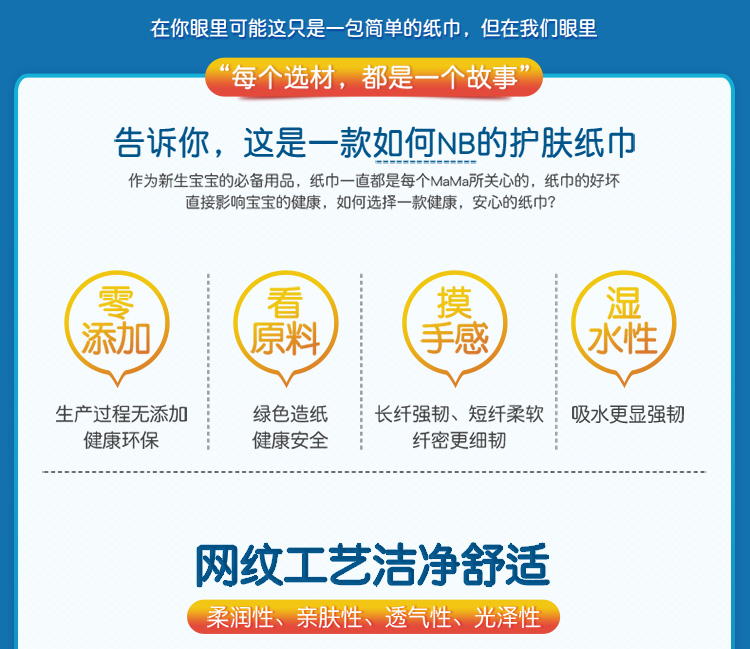 在你眼里可能这只是一包简单的纸巾，但在我们眼里
“每个选材，都是一个故事”
告诉你，这是一款如何NB的护肤纸巾
作为新生宝宝的必备用品，纸巾一直都是每个MaMa所关心的，纸巾的好坏
直接影响宝宝的健康，如何选择一款健康，安心的纸巾？
零
添加
生产过程无添加
健康环保
看
原料
绿色造纸
健康安全
摸
手感
长纤强韧、短纤柔软
纤密更细韧
湿
水性
吸水更显强韧
网纹工艺洁净舒适
柔润性、亲肤性、透气性、光泽性